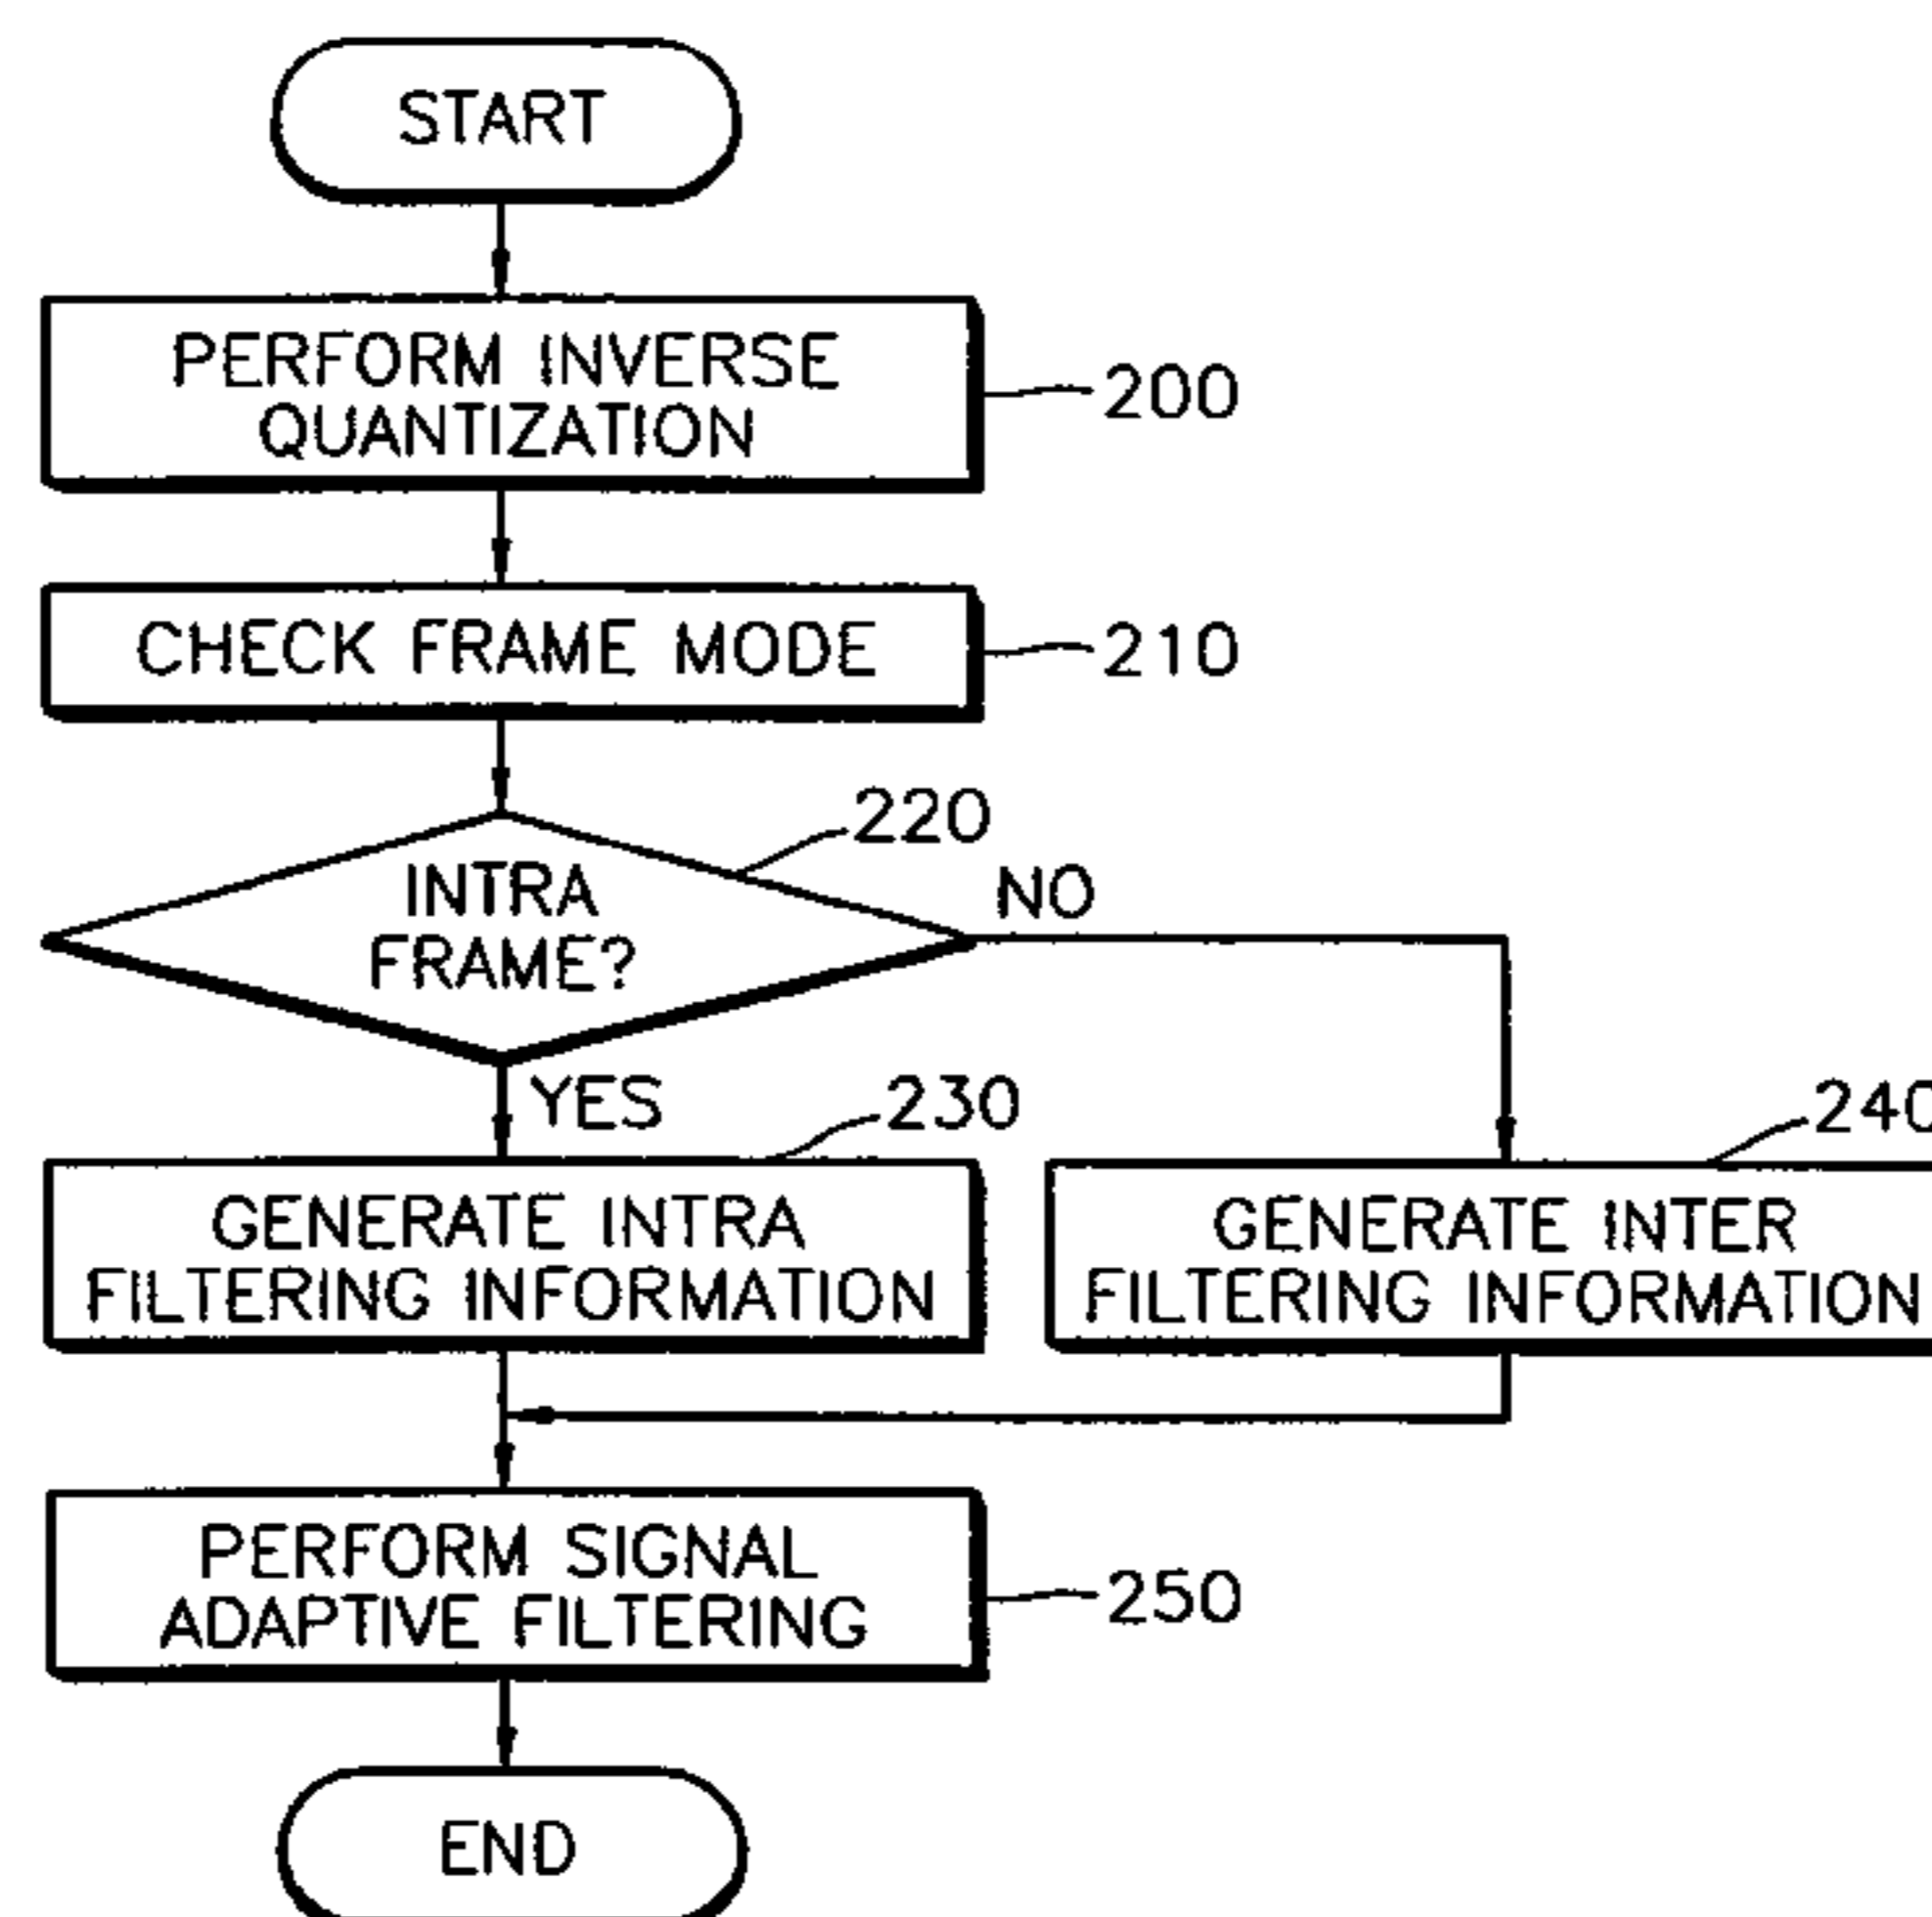 START
PERFORM INVERSE
QUANTIZATION
200
CHECK FRAME MODE
210
220
INTRA
FRAME?
NO
YES
230
240
GENERATE INTRA
FILTERING INFORMATION
GENERATE INTER
FILTERING INFORMATION
PERFORM SIGNAL
ADAPTIVE FILTERING
250
END